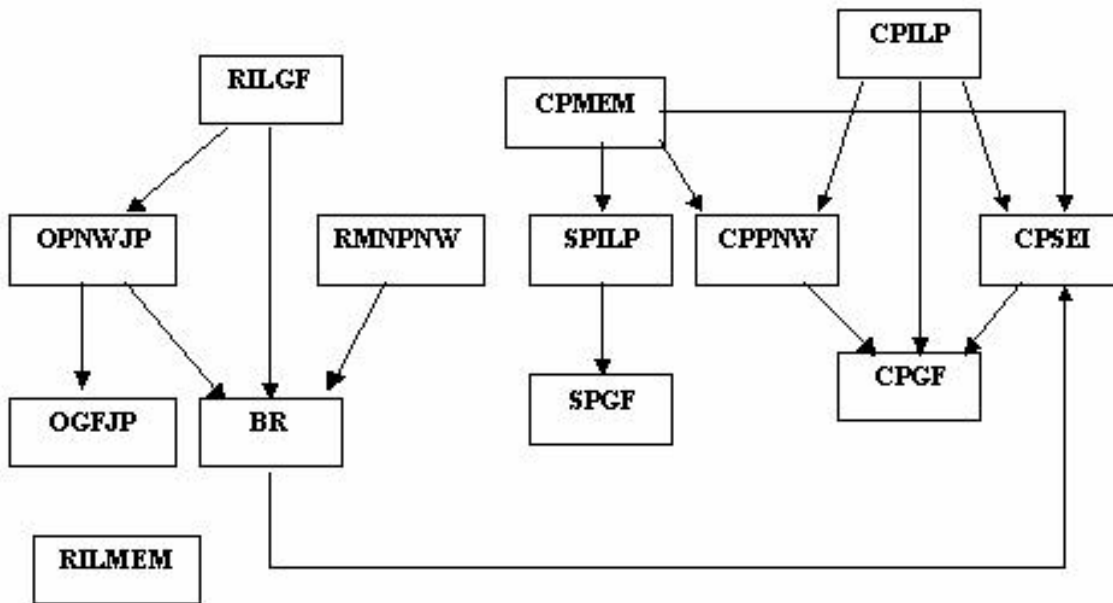 CPILP
RILGF
CPMEM
OPNWJP
RMNPNW
SPILP
CPPNW
CPSEI
CPGF
SPGF
OGFJP
BR
RILMEM